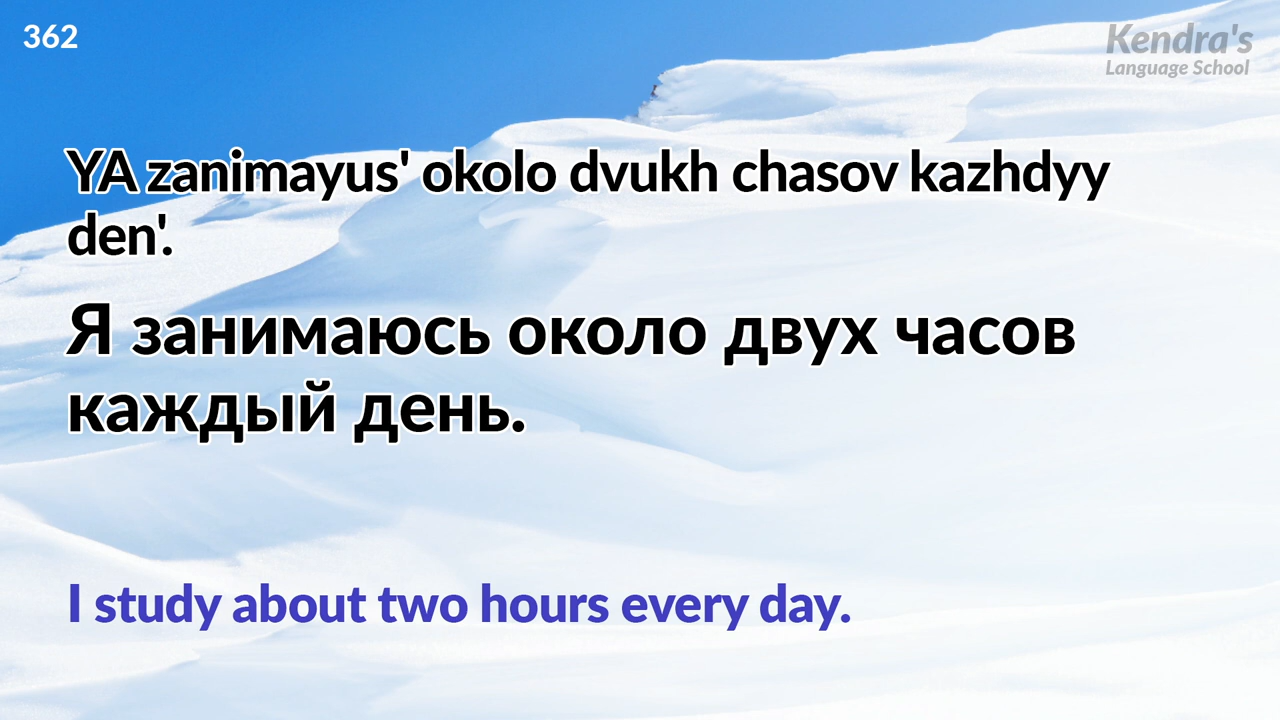 362
Kendra's
Language School
YA zanimayus' okolo dvukh chasov kazhdyy
den'.
Я занимаюсь около двух часов
каждый день.
I study about two hours every day.